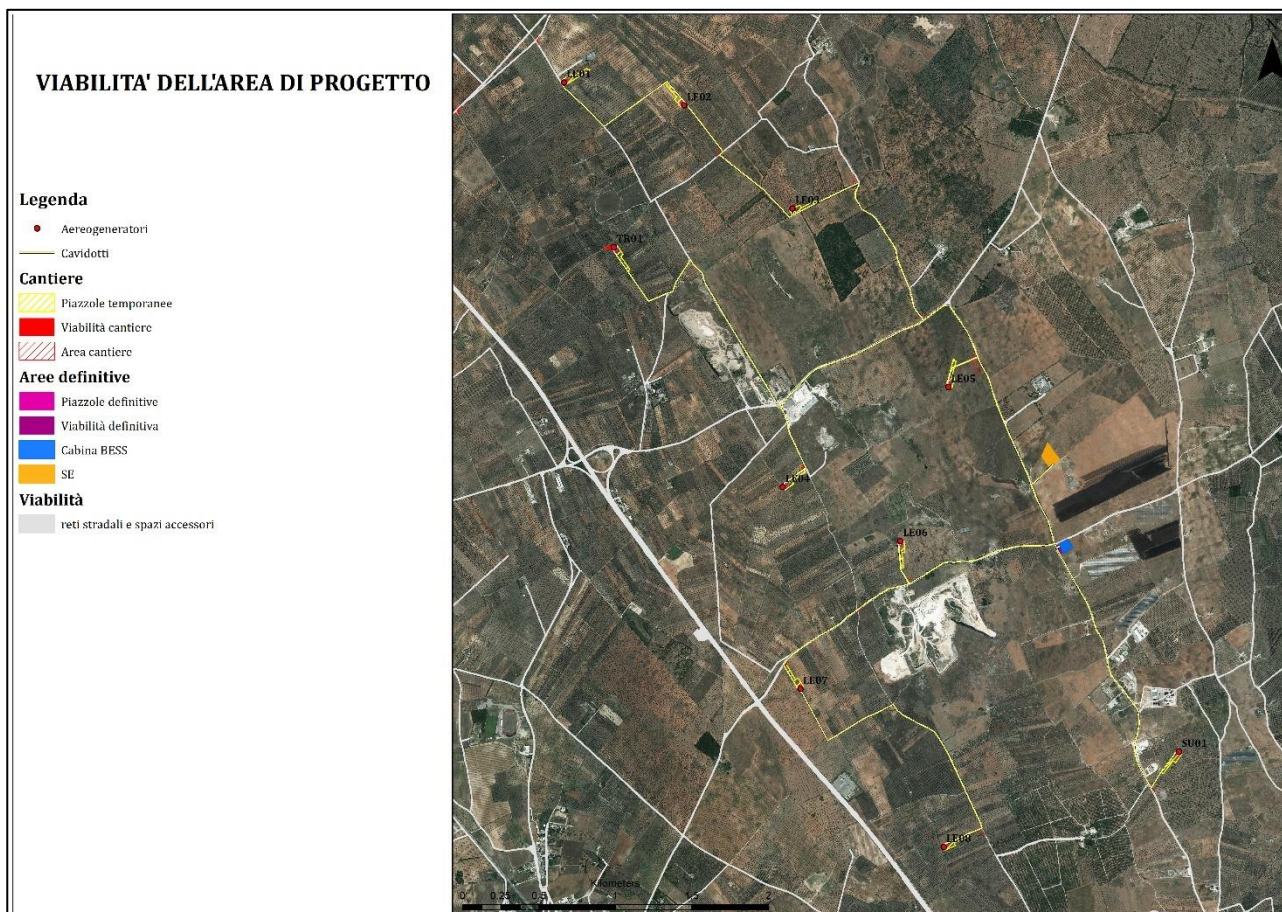 VIABILITA' DELL'AREA DI PROGETTO
Legenda
Aereogeneratori
Cavidotti
Cantiere
Piazzole temporanee
Viabilità cantiere
Area cantiere
Aree definitive
Piazzole definitive
Viabilità definitiva
Cabina BESS
SE
Viabilità
reti stradali e spazi accessori
N
LE01
LE02
LE03
TR01
LE05
LE04
LE06
LE07
SU01
LE08
Kilometers
0 0.25 0.5 1 1.5 2